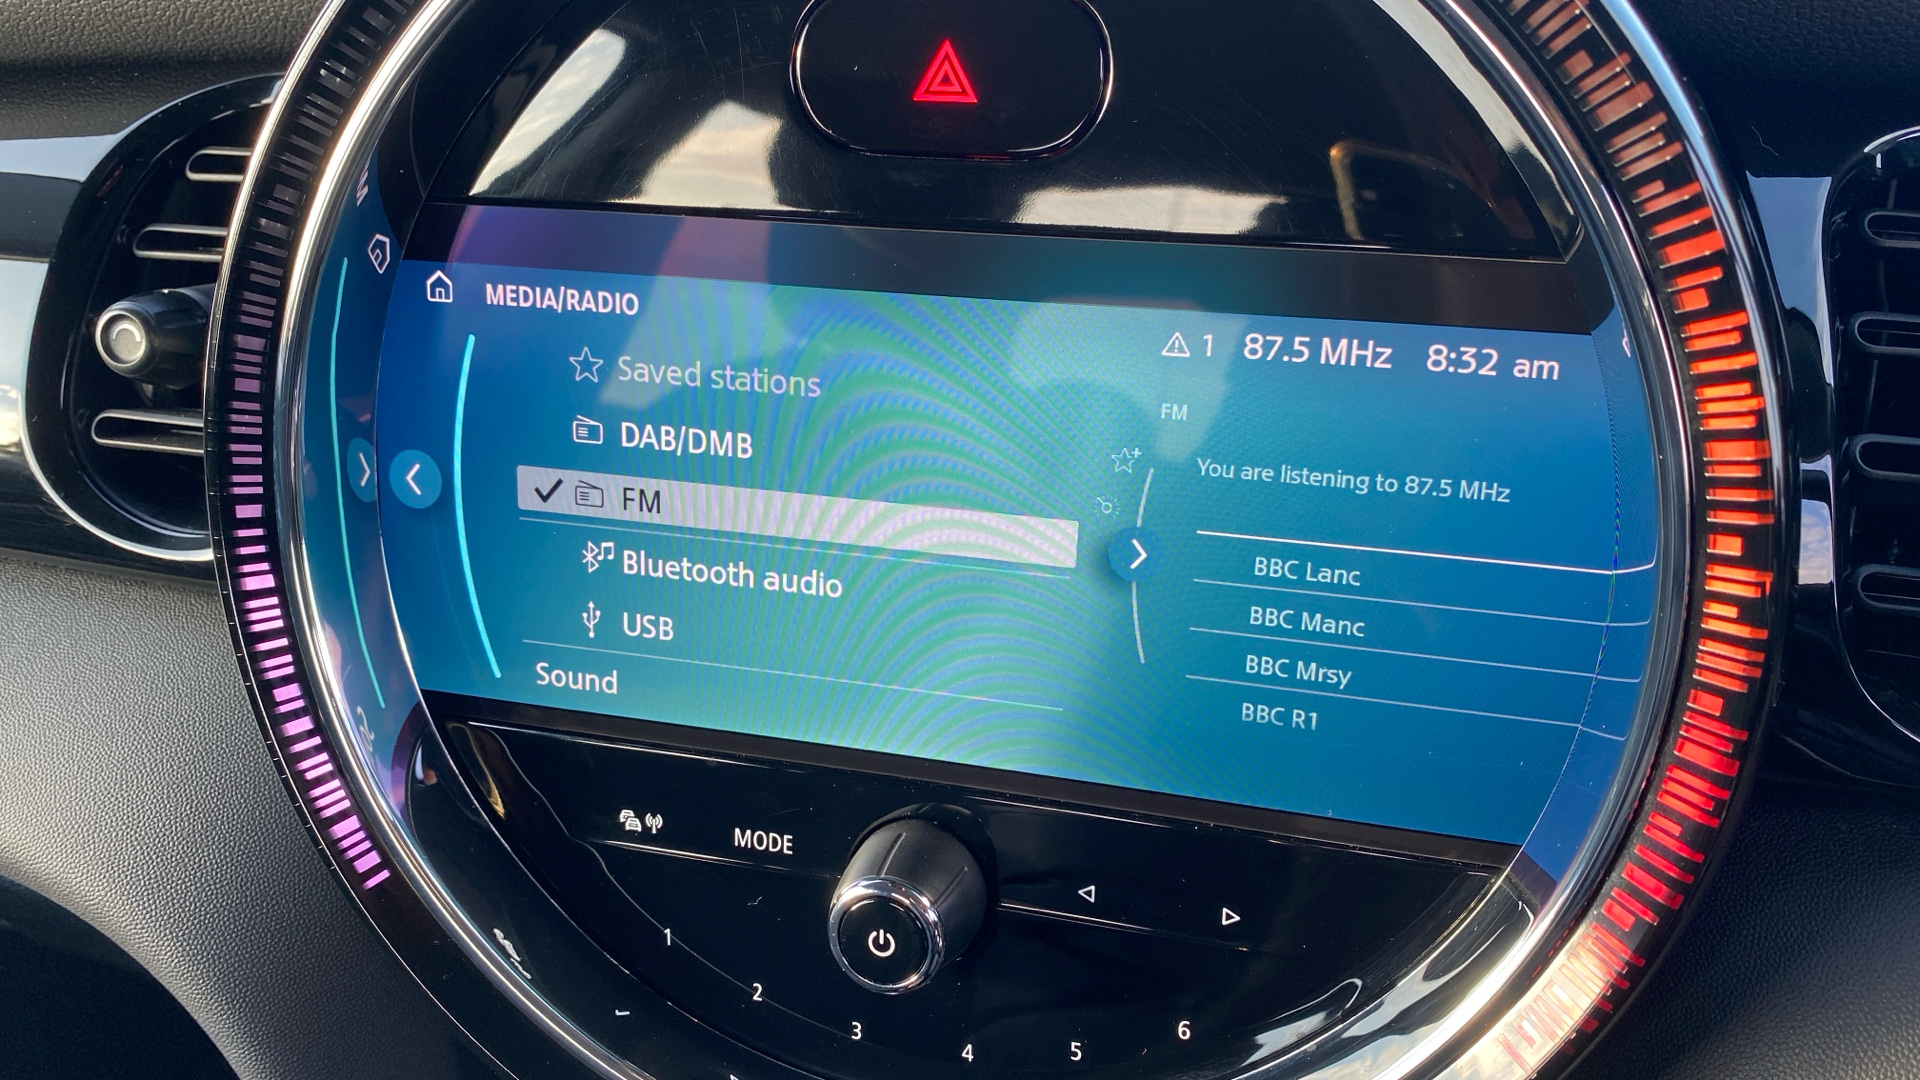 MEDIA/RADIO
1 87.5 MHz 8:32 am
Saved stations
DAB/DMB
FM
Bluetooth audio
USB
Sound
FM
You are listening to 87.5 MHz
BBC Lanc
BBC Manc
BBC Mrsy
BBC R1
MODE
1
2
3
4
5
6